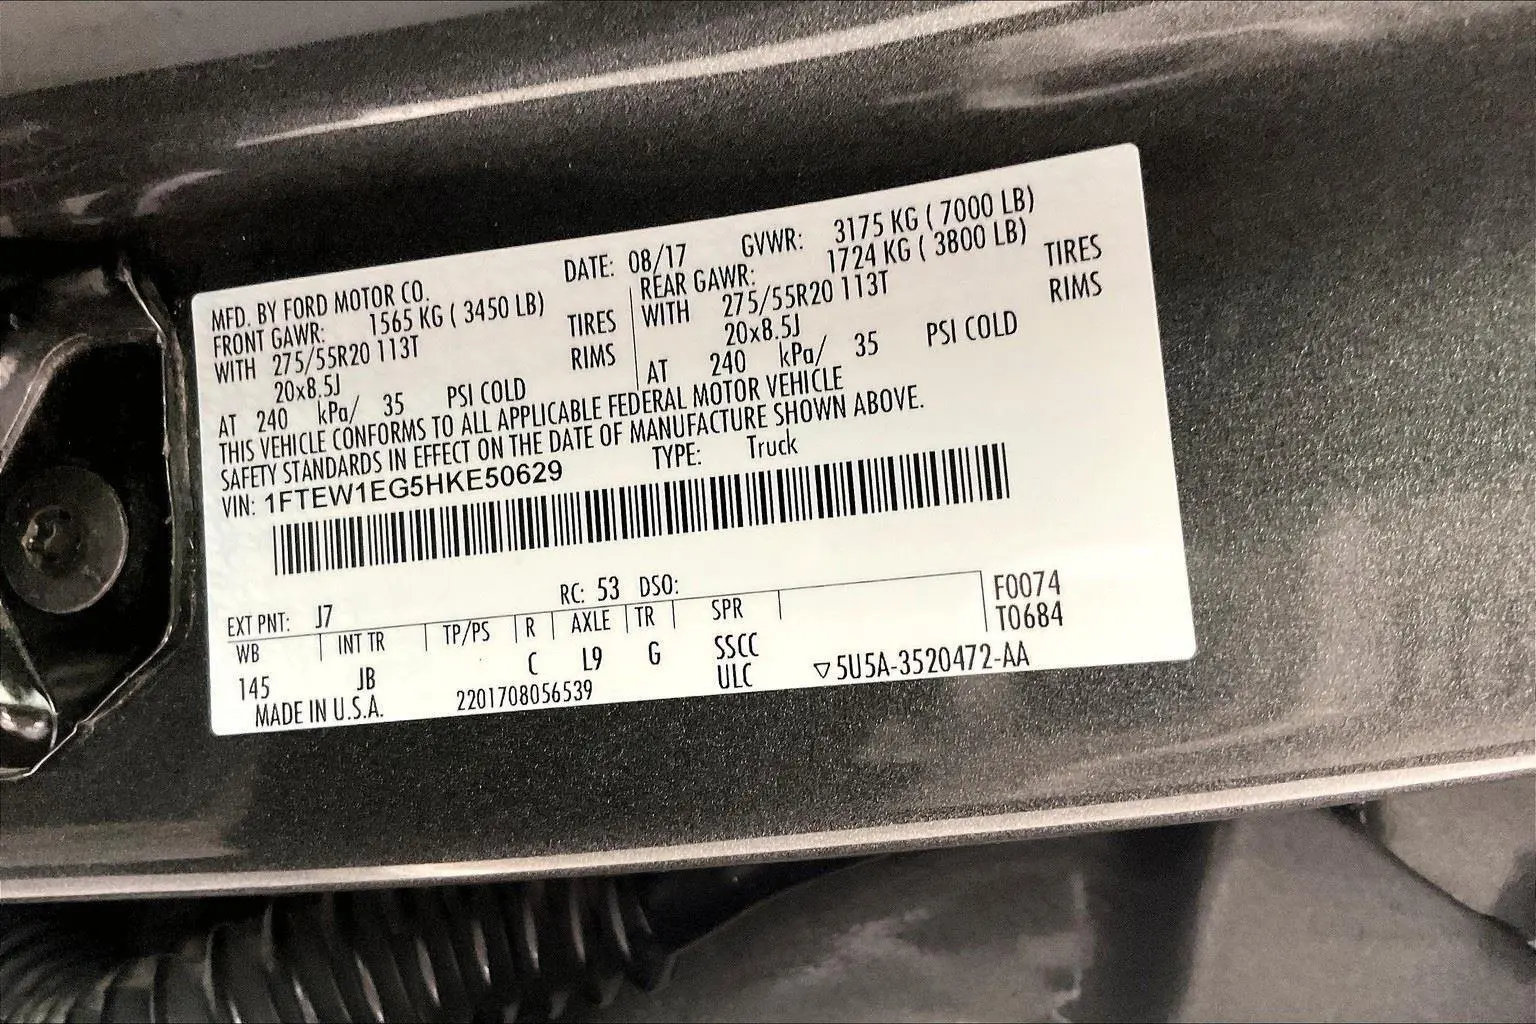 MFD. BY FORD MOTOR CO. DATE: 08/17 GVWR: 3175 KG ( 7000 LB)
FRONT GAWR: 1565 KG ( 3450 LB) REAR GAWR: 1724 KG ( 3800 LB)
WITH 275/55R20 113T TIRES WITH 275/55R20 113T TIRES
20x8.5J RIMS 20x8.5J RIMS
AT 240 kPa/ 35 PSI COLD AT 240 kPa/ 35 PSI COLD
THIS VEHICLE CONFORMS TO ALL APPLICABLE FEDERAL MOTOR VEHICLE
SAFETY STANDARDS IN EFFECT ON THE DATE OF MANUFACTURE SHOWN ABOVE.
VIN: 1FTEW1EG5HKE50629 TYPE: Truck
EXT PNT: J7 RC: 53 DSO: F0074
WB INT TR TP/PS R AXLE TR SPR T0684
145 JB C L9 G SSCC
MADE IN U.S.A. 2201708056539 ULC ▽5U5A-3520472-AA